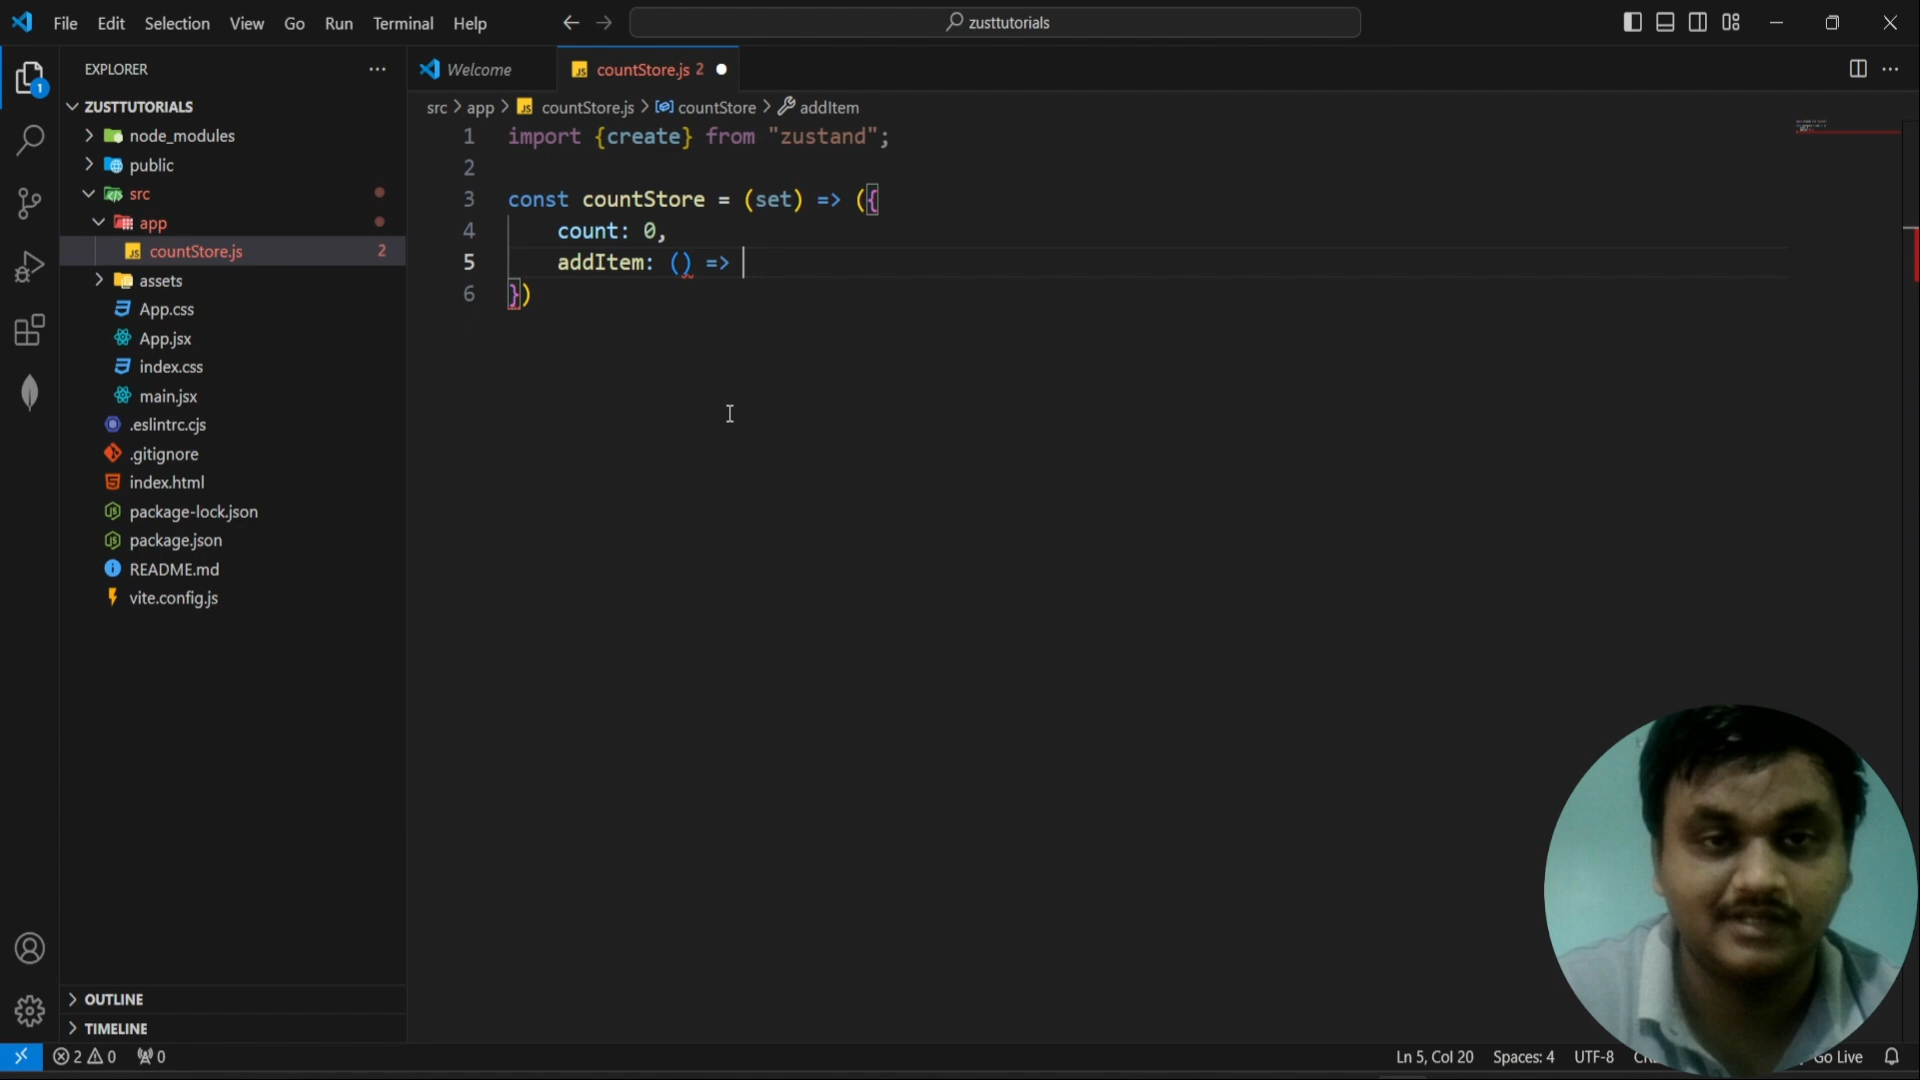 File Edit Selection View Go Run Terminal Help
zusttutorials
EXPLORER
1
ZUSTTUTORIALS
node_modules
public
src
app
countStore.js 2
assets
App.css
App.jsx
index.css
main.jsx
.eslintrc.cjs
.gitignore
index.html
package-lock.json
package.json
README.md
vite.config.js
OUTLINE
TIMELINE
Welcome
countStore.js 2
src > app > countStore.js > countStore > addItem
1 import {create} from "zustand";
2
3 const countStore = (set) => ({
4 count: 0,
5 addItem: () =>
6 })
2 0 0
Ln 5, Col 20 Spaces: 4 UTF-8 Go Live